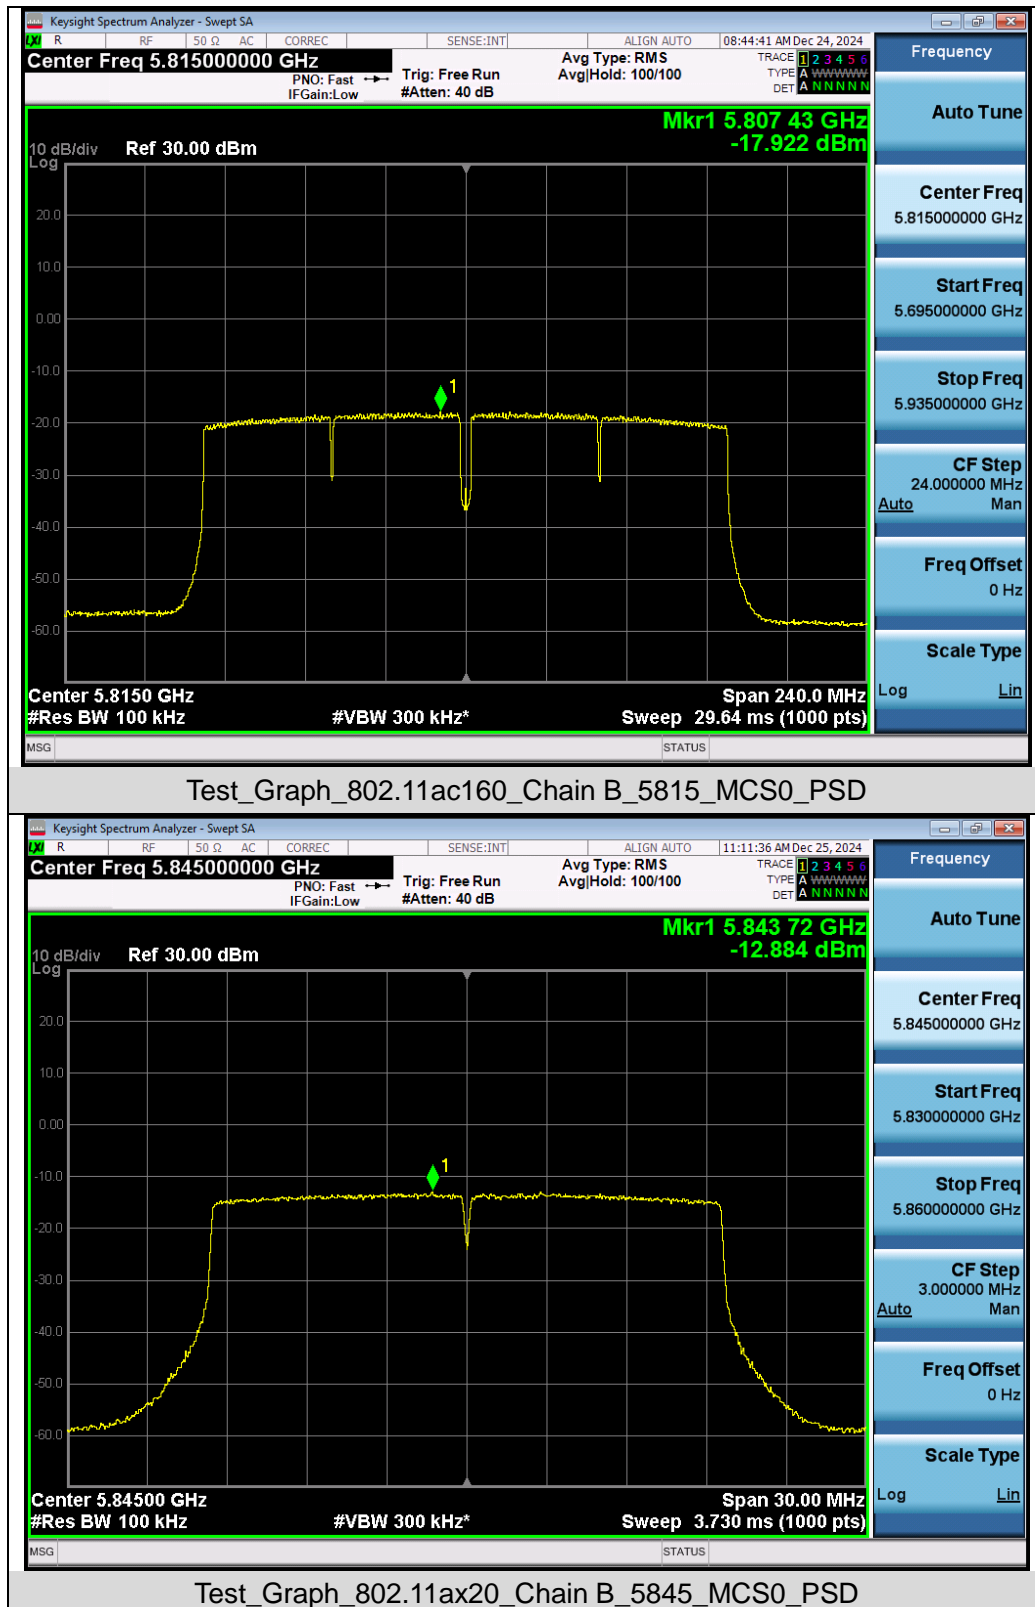 Keysight Spectrum Analyzer - Swept SA
LXI R RF 50 Ω AC CORREC SENSE:INT ALIGN AUTO 08:44:41 AM Dec 24, 2024
Center Freq 5.815000000 GHz Avg Type: RMS TRACE 1 2 3 4 5 6
PNO: Fast Trig: Free Run Avg|Hold: 100/100 TYPE A WWWWW
IFGain:Low #Atten: 40 dB DET A N N N N N
Mkr1 5.807 43 GHz
10 dB/div Ref 30.00 dBm -17.922 dBm
Log
20.0
10.0
0.00
-10.0
1
-20.0
-30.0
-40.0
-50.0
-60.0
Center 5.8150 GHz Span 240.0 MHz
#Res BW 100 kHz #VBW 300 kHz* Sweep 29.64 ms (1000 pts)
MSG STATUS
Frequency
Auto Tune
Center Freq
5.815000000 GHz
Start Freq
5.695000000 GHz
Stop Freq
5.935000000 GHz
CF Step
24.000000 MHz
Auto Man
Freq Offset
0 Hz
Scale Type
Log Lin
Test_Graph_802.11ac160_Chain B_5815_MCS0_PSD
Keysight Spectrum Analyzer - Swept SA
LXI R RF 50 Ω AC CORREC SENSE:INT ALIGN AUTO 11:11:36 AM Dec 25, 2024
Center Freq 5.845000000 GHz Avg Type: RMS TRACE 1 2 3 4 5 6
PNO: Fast Trig: Free Run Avg|Hold: 100/100 TYPE A WWWWW
IFGain:Low #Atten: 40 dB DET A N N N N N
Mkr1 5.843 72 GHz
10 dB/div Ref 30.00 dBm -12.884 dBm
Log
20.0
10.0
0.00
-10.0
1
-20.0
-30.0
-40.0
-50.0
-60.0
Center 5.84500 GHz Span 30.00 MHz
#Res BW 100 kHz #VBW 300 kHz* Sweep 3.730 ms (1000 pts)
MSG STATUS
Frequency
Auto Tune
Center Freq
5.845000000 GHz
Start Freq
5.830000000 GHz
Stop Freq
5.860000000 GHz
CF Step
3.000000 MHz
Auto Man
Freq Offset
0 Hz
Scale Type
Log Lin
Test_Graph_802.11ax20_Chain B_5845_MCS0_PSD